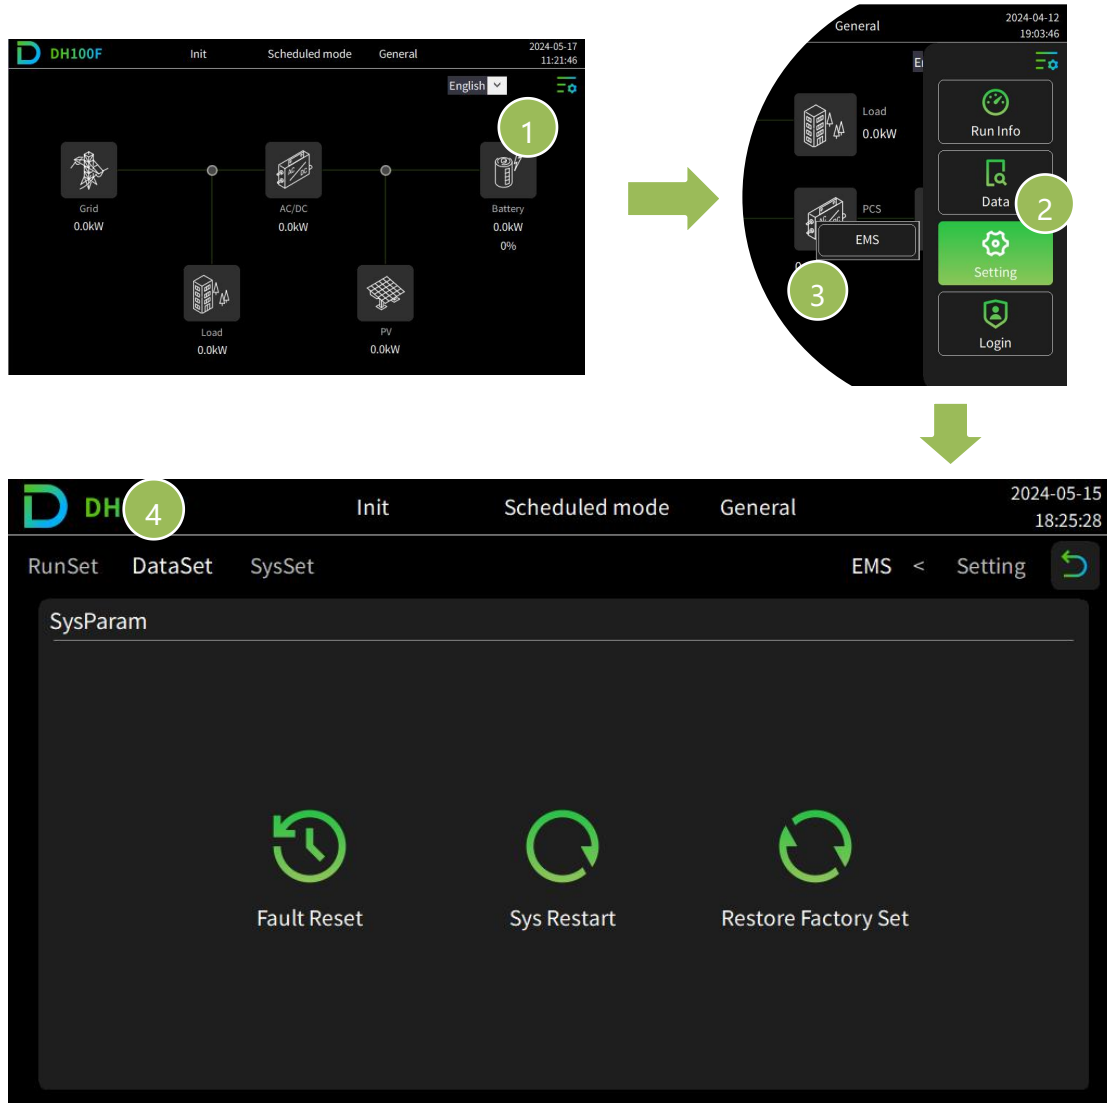 DH100F Init Scheduled mode General 2024-05-17
11:21:46
English
1
Grid
0.0kW
AC/DC
0.0kW
Battery
0.0kW
0%
Load
0.0kW
PV
0.0kW
General 2024-04-12
19:03:46
Load
0.0kW
Run Info
Data
2
PCS
EMS
Setting
3
Login
DH
4
Init Scheduled mode General 2024-05-15
18:25:28
RunSet DataSet SysSet EMS < Setting
SysParam
Fault Reset Sys Restart Restore Factory Set